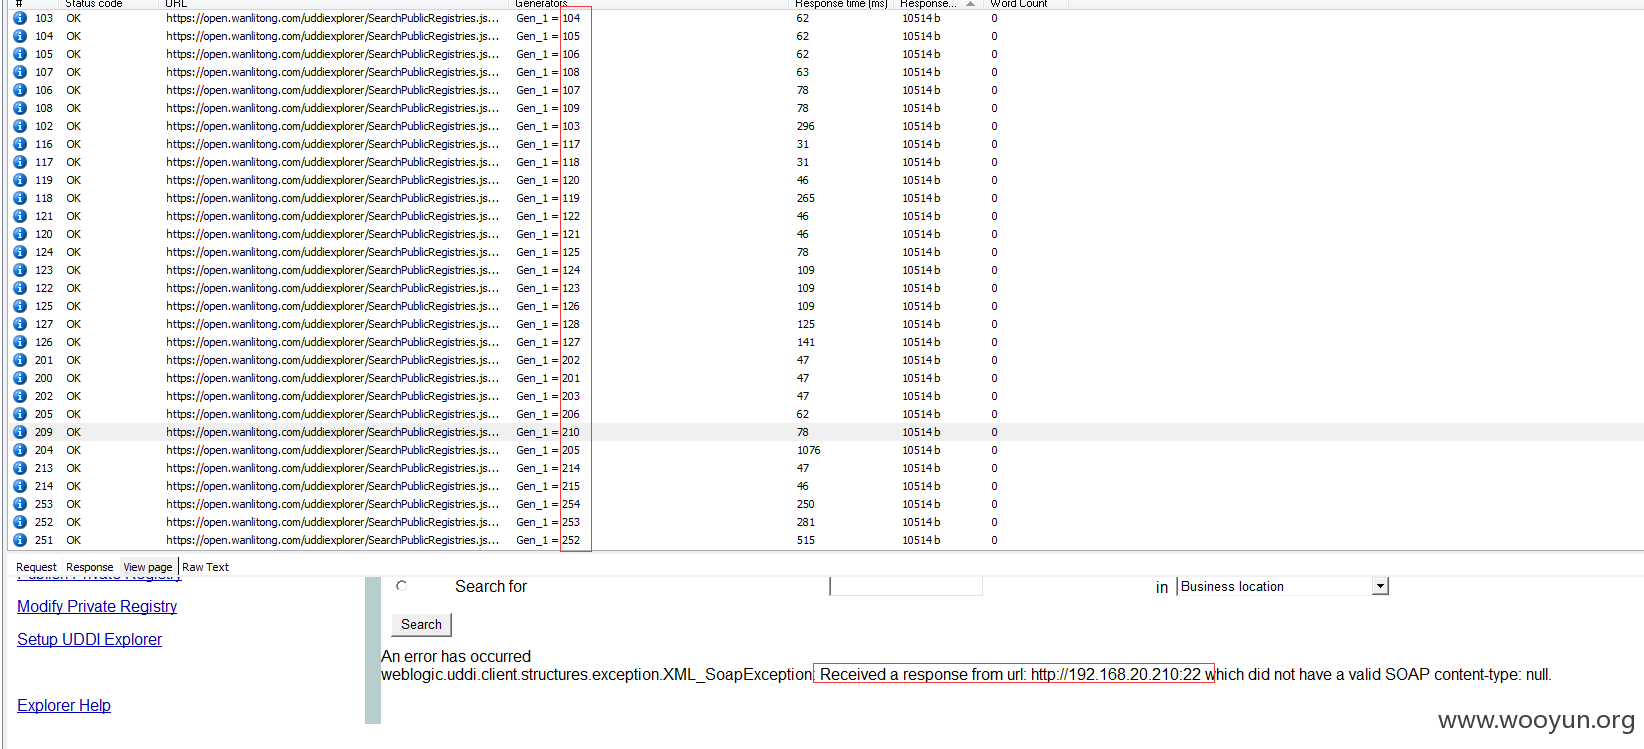 # Status code URL Generators Response time (ms) Response... Word Count
103 OK https://open.wanlitong.com/uddiexplorer/SearchPublicRegistries.js... Gen_1 = 104 62 10514 b 0
104 OK https://open.wanlitong.com/uddiexplorer/SearchPublicRegistries.js... Gen_1 = 105 62 10514 b 0
105 OK https://open.wanlitong.com/uddiexplorer/SearchPublicRegistries.js... Gen_1 = 106 62 10514 b 0
107 OK https://open.wanlitong.com/uddiexplorer/SearchPublicRegistries.js... Gen_1 = 108 63 10514 b 0
106 OK https://open.wanlitong.com/uddiexplorer/SearchPublicRegistries.js... Gen_1 = 107 78 10514 b 0
108 OK https://open.wanlitong.com/uddiexplorer/SearchPublicRegistries.js... Gen_1 = 109 78 10514 b 0
102 OK https://open.wanlitong.com/uddiexplorer/SearchPublicRegistries.js... Gen_1 = 103 296 10514 b 0
116 OK https://open.wanlitong.com/uddiexplorer/SearchPublicRegistries.js... Gen_1 = 117 31 10514 b 0
117 OK https://open.wanlitong.com/uddiexplorer/SearchPublicRegistries.js... Gen_1 = 118 31 10514 b 0
119 OK https://open.wanlitong.com/uddiexplorer/SearchPublicRegistries.js... Gen_1 = 120 46 10514 b 0
118 OK https://open.wanlitong.com/uddiexplorer/SearchPublicRegistries.js... Gen_1 = 119 265 10514 b 0
121 OK https://open.wanlitong.com/uddiexplorer/SearchPublicRegistries.js... Gen_1 = 122 46 10514 b 0
120 OK https://open.wanlitong.com/uddiexplorer/SearchPublicRegistries.js... Gen_1 = 121 46 10514 b 0
124 OK https://open.wanlitong.com/uddiexplorer/SearchPublicRegistries.js... Gen_1 = 125 78 10514 b 0
123 OK https://open.wanlitong.com/uddiexplorer/SearchPublicRegistries.js... Gen_1 = 124 109 10514 b 0
122 OK https://open.wanlitong.com/uddiexplorer/SearchPublicRegistries.js... Gen_1 = 123 109 10514 b 0
125 OK https://open.wanlitong.com/uddiexplorer/SearchPublicRegistries.js... Gen_1 = 126 109 10514 b 0
127 OK https://open.wanlitong.com/uddiexplorer/SearchPublicRegistries.js... Gen_1 = 128 125 10514 b 0
126 OK https://open.wanlitong.com/uddiexplorer/SearchPublicRegistries.js... Gen_1 = 127 141 10514 b 0
201 OK https://open.wanlitong.com/uddiexplorer/SearchPublicRegistries.js... Gen_1 = 202 47 10514 b 0
200 OK https://open.wanlitong.com/uddiexplorer/SearchPublicRegistries.js... Gen_1 = 201 47 10514 b 0
202 OK https://open.wanlitong.com/uddiexplorer/SearchPublicRegistries.js... Gen_1 = 203 47 10514 b 0
205 OK https://open.wanlitong.com/uddiexplorer/SearchPublicRegistries.js... Gen_1 = 206 62 10514 b 0
209 OK https://open.wanlitong.com/uddiexplorer/SearchPublicRegistries.js... Gen_1 = 210 78 10514 b 0
204 OK https://open.wanlitong.com/uddiexplorer/SearchPublicRegistries.js... Gen_1 = 205 1076 10514 b 0
213 OK https://open.wanlitong.com/uddiexplorer/SearchPublicRegistries.js... Gen_1 = 214 47 10514 b 0
214 OK https://open.wanlitong.com/uddiexplorer/SearchPublicRegistries.js... Gen_1 = 215 46 10514 b 0
253 OK https://open.wanlitong.com/uddiexplorer/SearchPublicRegistries.js... Gen_1 = 254 250 10514 b 0
252 OK https://open.wanlitong.com/uddiexplorer/SearchPublicRegistries.js... Gen_1 = 253 281 10514 b 0
251 OK https://open.wanlitong.com/uddiexplorer/SearchPublicRegistries.js... Gen_1 = 252 515 10514 b 0
Request Response View page Raw Text
Publish Private Registry
Search for in Business location
Modify Private Registry
Search
Setup UDDI Explorer
An error has occurred
weblogic.uddi.client.structures.exception.XML_SoapException: Received a response from url: http://192.168.20.210:22 which did not have a valid SOAP content-type: null.
Explorer Help
www.wooyun.org